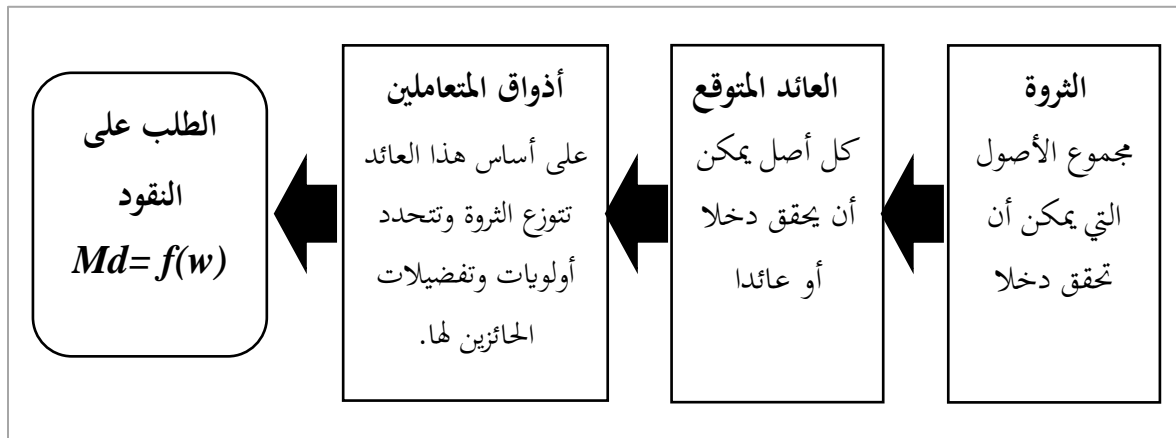 الثروة
مجموع الأصول
التي يمكن أن
تحقق دخلا
العائد المتوقع
كل أصل يمكن
أن يحقق دخلا
أو عائدا
أذواق المتعاملين
على أساس هذا العائد
تتوزع الثروة وتتحدد
أولويات وتفضيلات
الحائزين لها.
الطلب على
النقود
Md= f(w)